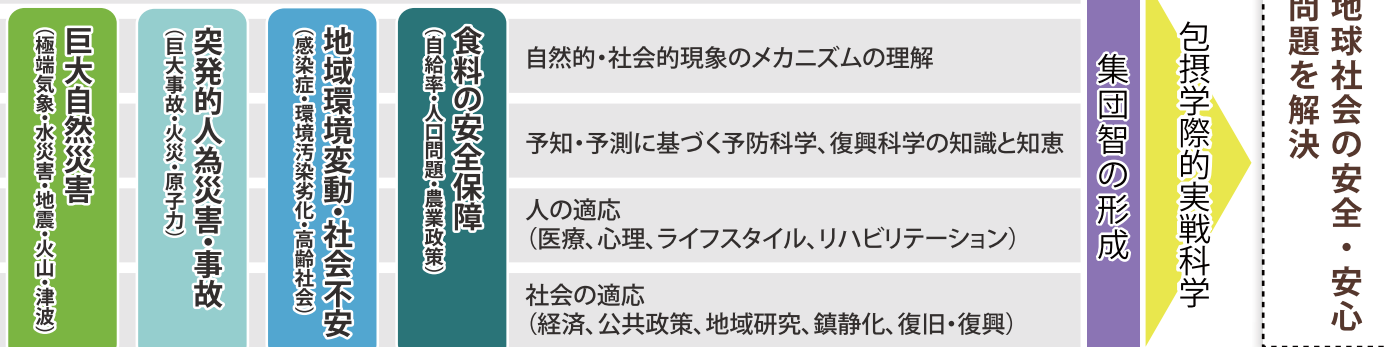 巨大自然災害
（極端気象・水災害・地震・火山・津波）
突発的人為災害・事故
（巨大事故・火災・原子力）
地域環境変動・社会不安
（感染症・環境汚染劣化・高齢社会）
食料の安全保障
（自給率・人口問題・農業政策）
自然的・社会的現象のメカニズムの理解
予知・予測に基づく予防科学、復興科学の知識と知恵
人の適応
（医療、心理、ライフスタイル、リハビリテーション）
社会の適応
（経済、公共政策、地域研究、鎮静化、復旧・復興）
集団智の形成
包摂学際的実戦科学
地球社会の安全・安心
問題を解決